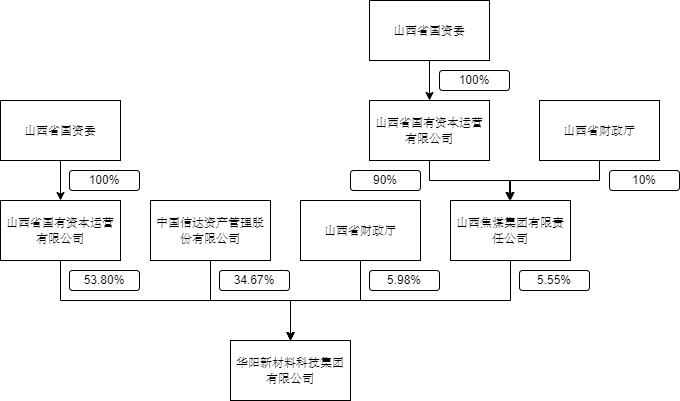 山西省国资委
100%
山西省国资委
山西省国有资本运营
有限公司
山西省财政厅
100%
90%
10%
山西省国有资本运营
有限公司
中国信达资产管理股
份有限公司
山西省财政厅
山西焦煤集团有限责
任公司
53.80%
34.67%
5.98%
5.55%
华阳新材料科技集团
有限公司